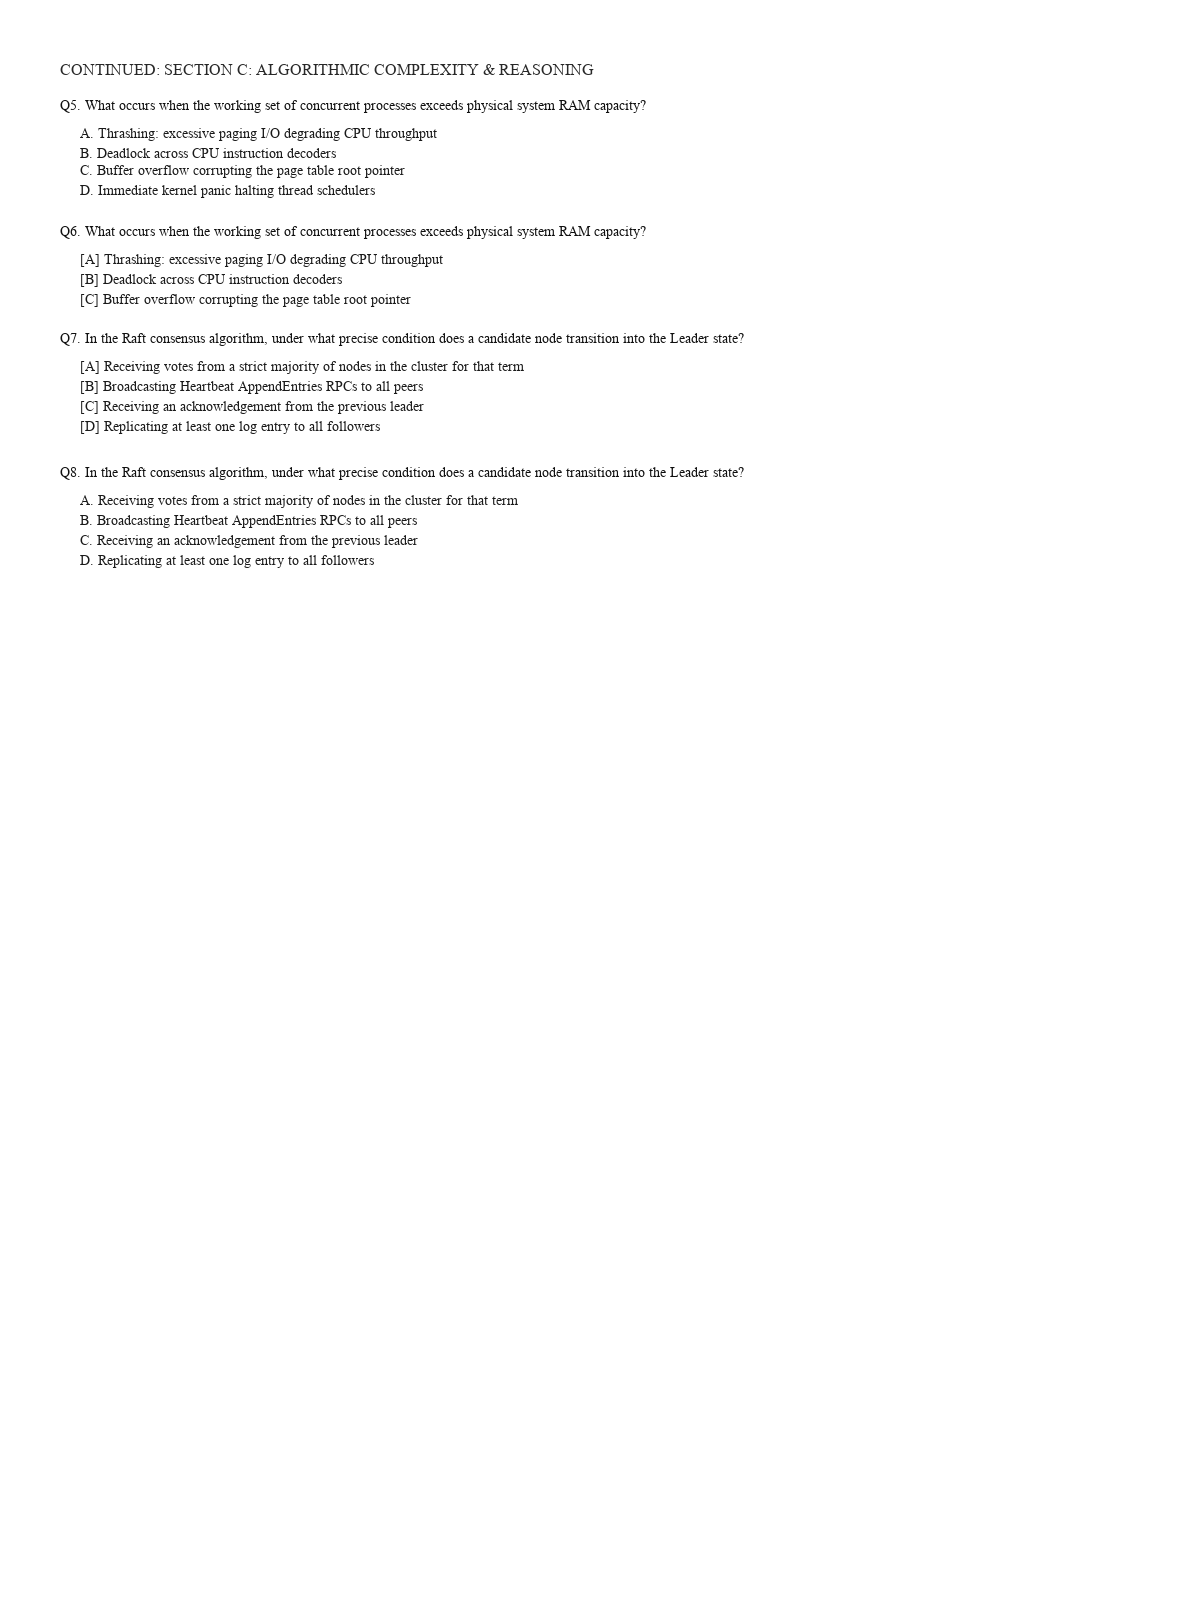 CONTINUED: SECTION C: ALGORITHMIC COMPLEXITY & REASONING
Q5. What occurs when the working set of concurrent processes exceeds physical system RAM capacity?
A. Thrashing: excessive paging I/O degrading CPU throughput
B. Deadlock across CPU instruction decoders
C. Buffer overflow corrupting the page table root pointer
D. Immediate kernel panic halting thread schedulers
Q6. What occurs when the working set of concurrent processes exceeds physical system RAM capacity?
[A] Thrashing: excessive paging I/O degrading CPU throughput
[B] Deadlock across CPU instruction decoders
[C] Buffer overflow corrupting the page table root pointer
Q7. In the Raft consensus algorithm, under what precise condition does a candidate node transition into the Leader state?
[A] Receiving votes from a strict majority of nodes in the cluster for that term
[B] Broadcasting Heartbeat AppendEntries RPCs to all peers
[C] Receiving an acknowledgement from the previous leader
[D] Replicating at least one log entry to all followers
Q8. In the Raft consensus algorithm, under what precise condition does a candidate node transition into the Leader state?
A. Receiving votes from a strict majority of nodes in the cluster for that term
B. Broadcasting Heartbeat AppendEntries RPCs to all peers
C. Receiving an acknowledgement from the previous leader
D. Replicating at least one log entry to all followers